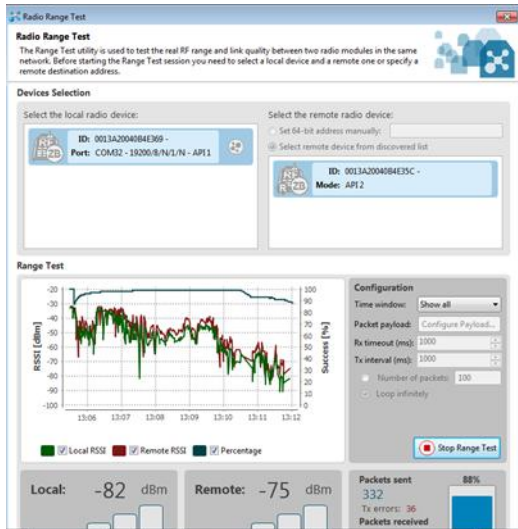 Radio Range Test
Radio Range Test
The Range Test utility is used to test the real RF range and link quality between two radio modules in the same
network. Before starting the Range Test session you need to select a local device and a remote one or specify a
remote destination address.
Devices Selection
Select the local radio device:
ID: 0013A20040B4E369 -
Port: COM32 - 19200/8/N/1/N - API 1
Select the remote radio device:
Set 64-bit address manually:
Select remote device from discovered list
ID: 0013A20040B4E35C -
Mode: API 2
Range Test
RSSI [dBm]
-20
-30
-40
-50
-60
-70
-80
-90
-100
13:06 13:07 13:08 13:09 13:10 13:11 13:12
100
90
80
70
60
50
40
30
20
10
0
Success [%]
Local RSSI Remote RSSI Percentage
Configuration
Time window: Show all
Packet payload: Configure Payload...
Rx timeout (ms): 1000
Tx interval (ms): 1000
Number of packets: 100
Loop infinitely
Stop Range Test
Local: -82 dBm
Remote: -75 dBm
Packets sent
332
Tx errors: 36
Packets received
88%